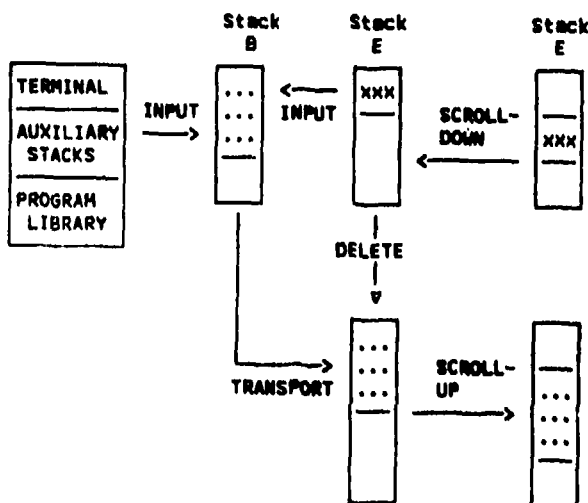 Stack
B
Stack
E
Stack
E
TERMINAL
AUXILIARY
STACKS
PROGRAM
LIBRARY
INPUT
...
...
...
INPUT
xxx
SCROLL-
DOWN
xxx
DELETE
TRANSPORT
...
...
...
SCROLL-
UP
...
...
...